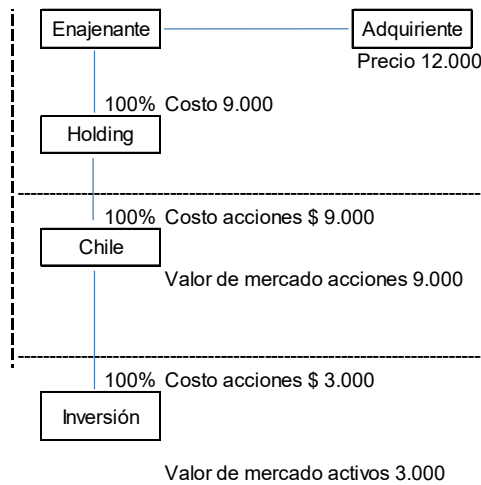 Enajenante Adquiriente
Precio 12.000
100% Costo 9.000
Holding
100% Costo acciones $ 9.000
Chile
Valor de mercado acciones 9.000
100% Costo acciones $ 3.000
Inversión
Valor de mercado activos 3.000